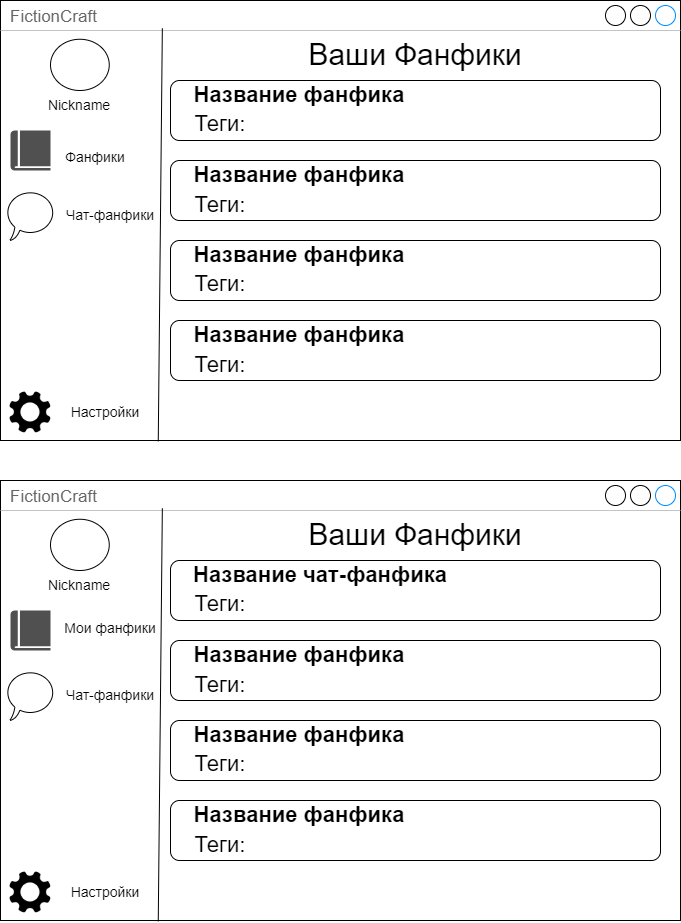 FictionCraft
Nickname
Фанфики
Чат-фанфики
Настройки
Ваши Фанфики
Название фанфика
Теги:
Название фанфика
Теги:
Название фанфика
Теги:
Название фанфика
Теги:
FictionCraft
Nickname
Мои фанфики
Чат-фанфики
Настройки
Ваши Фанфики
Название чат-фанфика
Теги:
Название фанфика
Теги:
Название фанфика
Теги:
Название фанфика
Теги: